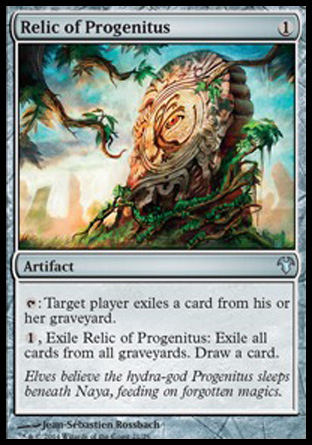 Relic of Progenitus 1
Artifact
: Target player exiles a card from his or
her graveyard.
1 , Exile Relic of Progenitus: Exile all
cards from all graveyards. Draw a card.
Elves believe the hydra-god Progenitus sleeps
beneath Naya, feeding on forgotten magics.
Jean-Sébastien Rossbach